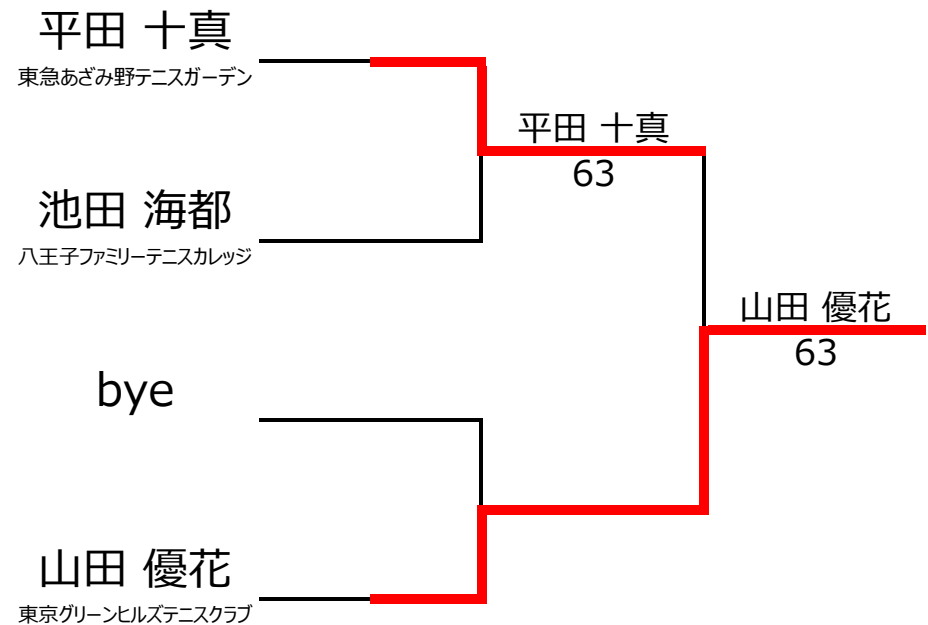 平田 十真
東急あざみ野テニスガーデン
平田 十真
63
池田 海都
八王子ファミリーテニスカレッジ
山田 優花
63
bye
山田 優花
東京グリーンヒルズテニスクラブ